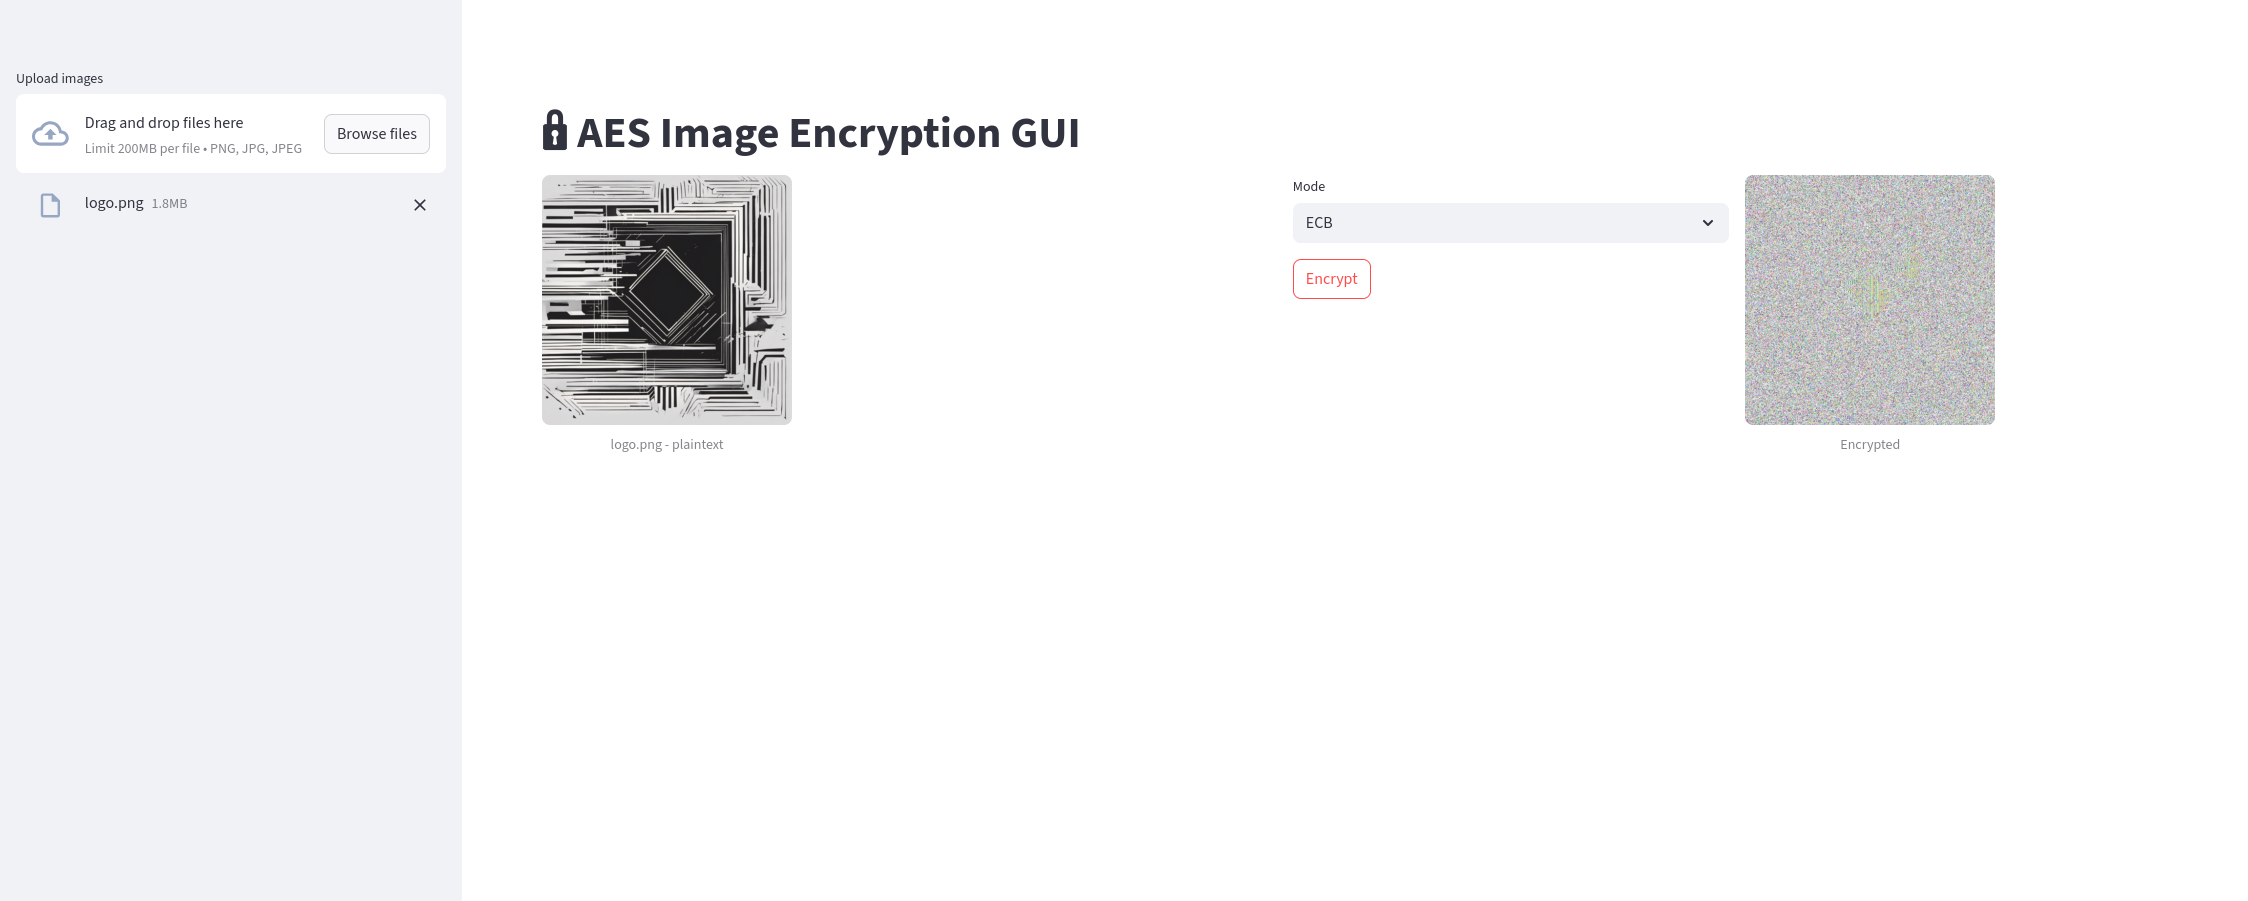 Upload images
Drag and drop files here
Limit 200MB per file • PNG, JPG, JPEG
Browse files
logo.png 1.8MB
AES Image Encryption GUI
logo.png - plaintext
Mode
ECB
Encrypt
Encrypted